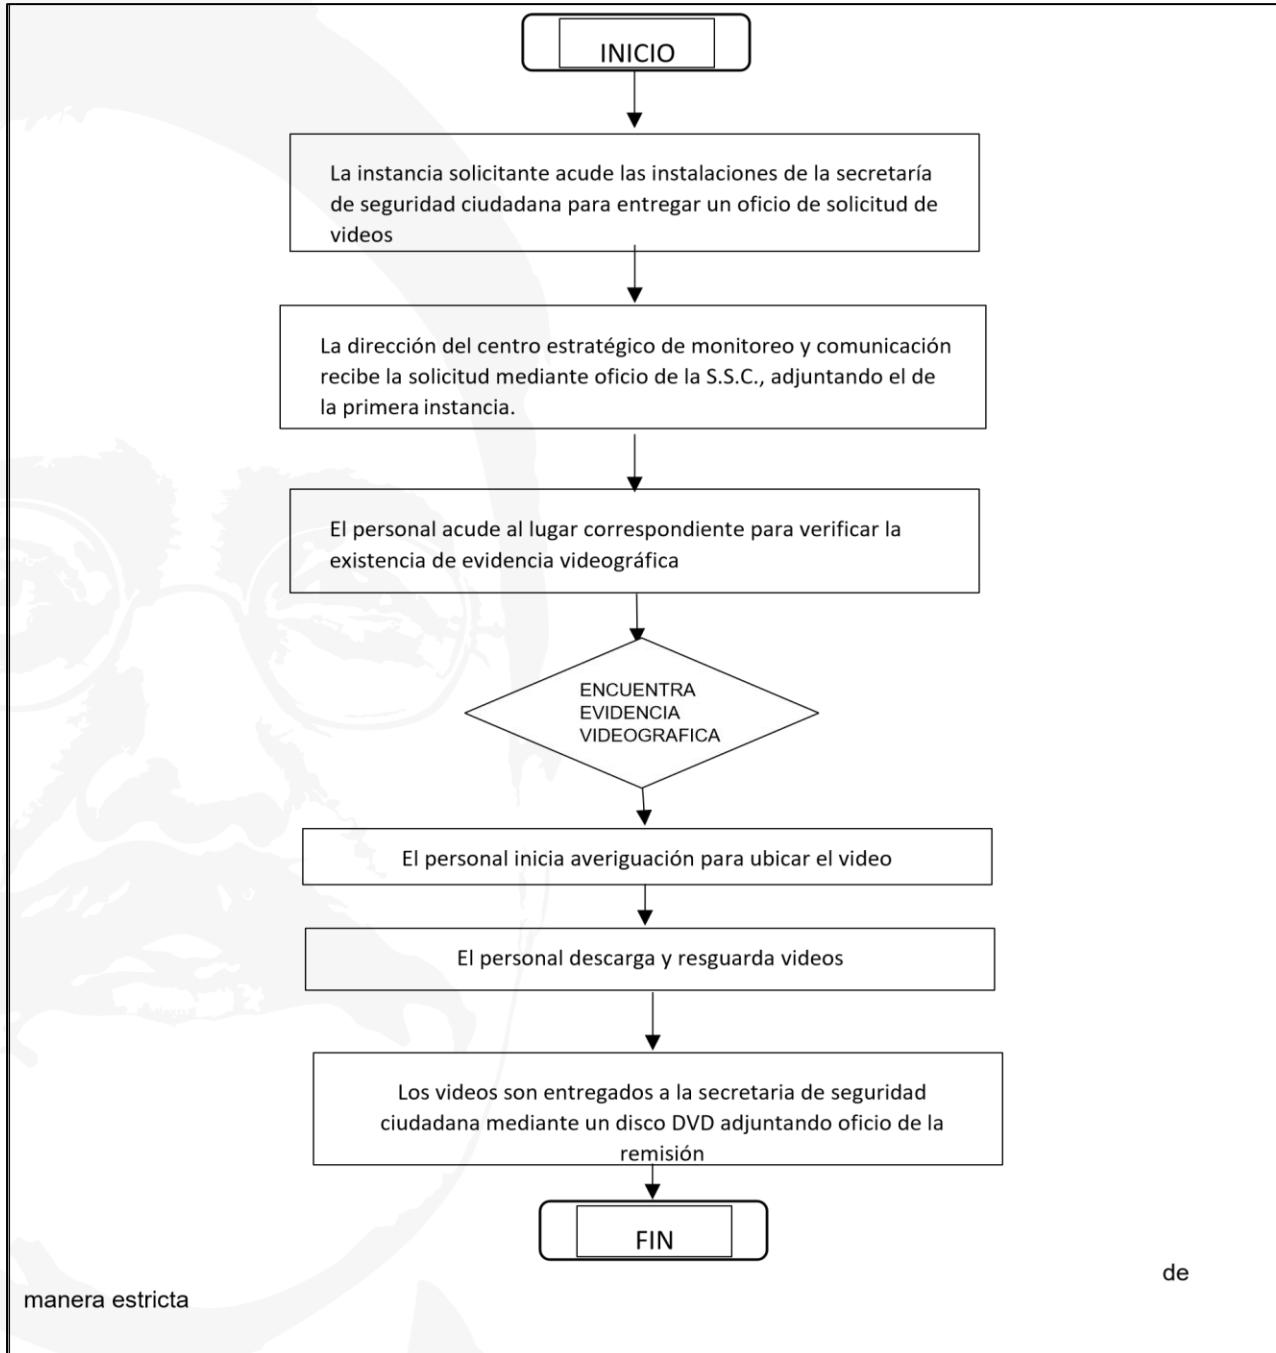 INICIO
La instancia solicitante acude las instalaciones de la secretaría
de seguridad ciudadana para entregar un oficio de solicitud de
videos
La dirección del centro estratégico de monitoreo y comunicación
recibe la solicitud mediante oficio de la S.S.C., adjuntando el de
la primera instancia.
El personal acude al lugar correspondiente para verificar la
existencia de evidencia videográfica
ENCUENTRA
EVIDENCIA
VIDEOGRAFICA
El personal inicia averiguación para ubicar el video
El personal descarga y resguarda videos
Los videos son entregados a la secretaria de seguridad
ciudadana mediante un disco DVD adjuntando oficio de la
remisión
FIN
de
manera estricta